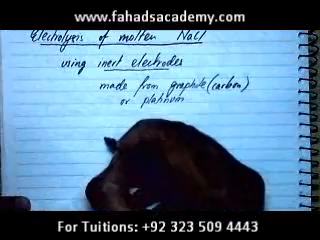 www.fahadsacademy.com
Electrolysis of molten NaCl
using inert electrodes
made from graphite (carbon)
or platinum
For Tuitions: +92 323 509 4443